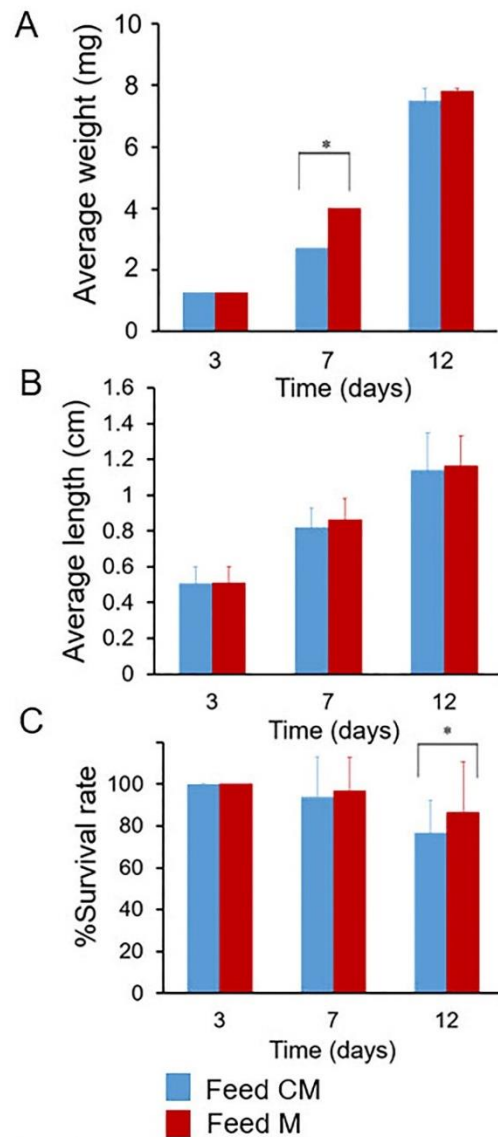 A
Average weight (mg)
10
8
6
4
2
0
*
3 7 12
Time (days)
B
Average length (cm)
1.6
1.4
1.2
1
0.8
0.6
0.4
0.2
0
3 7 12
Time (days)
C
%Survival rate
100
80
60
40
20
0
*
3 7 12
Time (days)
Feed CM
Feed M